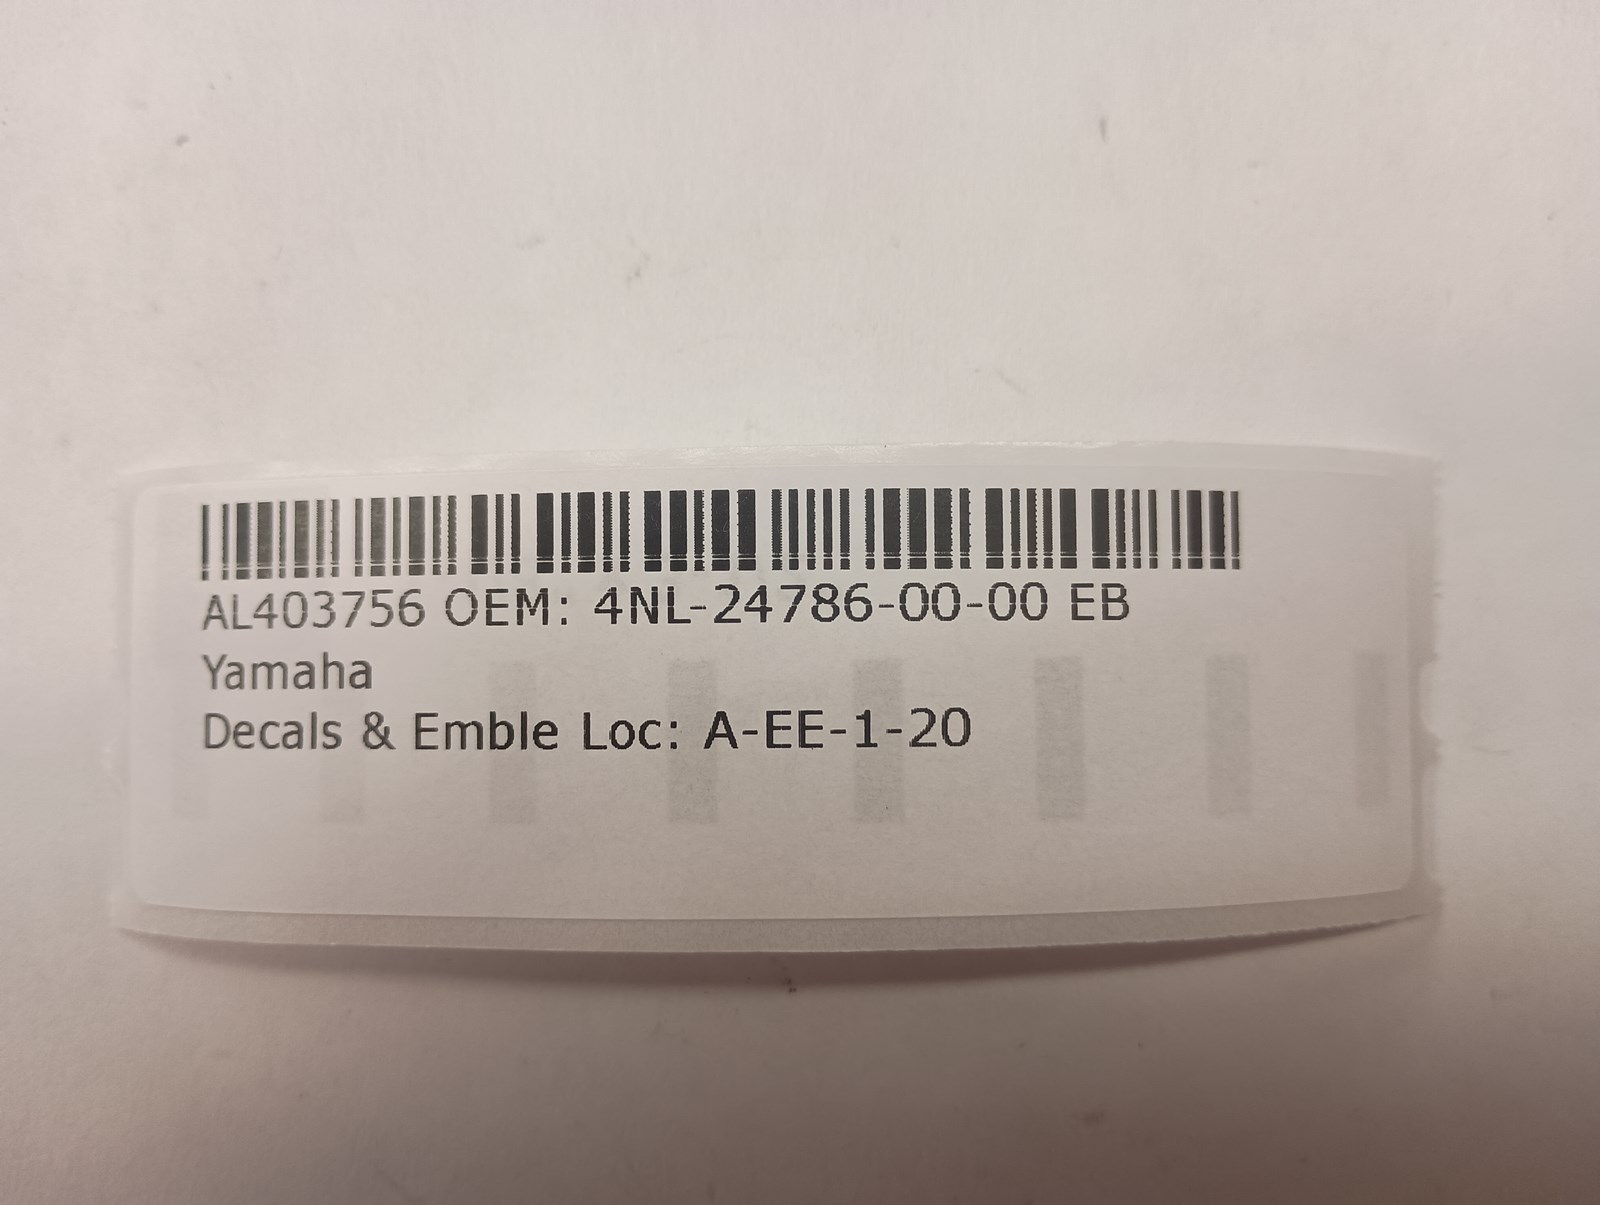 AL403756 OEM: 4NL-24786-00-00 EB
Yamaha
Decals & Emble Loc: A-EE-1-20